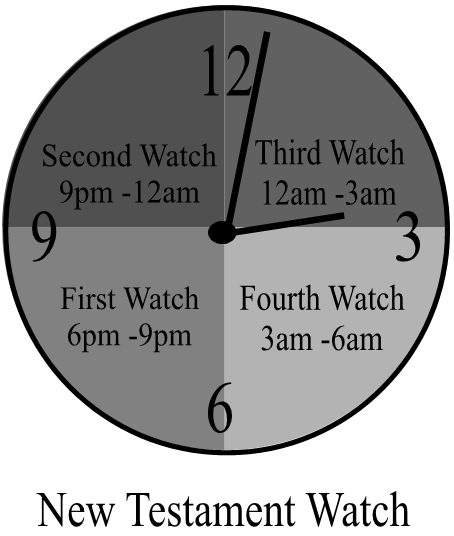 12
Second Watch
9pm -12am
Third Watch
12am -3am
9
3
First Watch
6pm -9pm
Fourth Watch
3am -6am
6
New Testament Watch